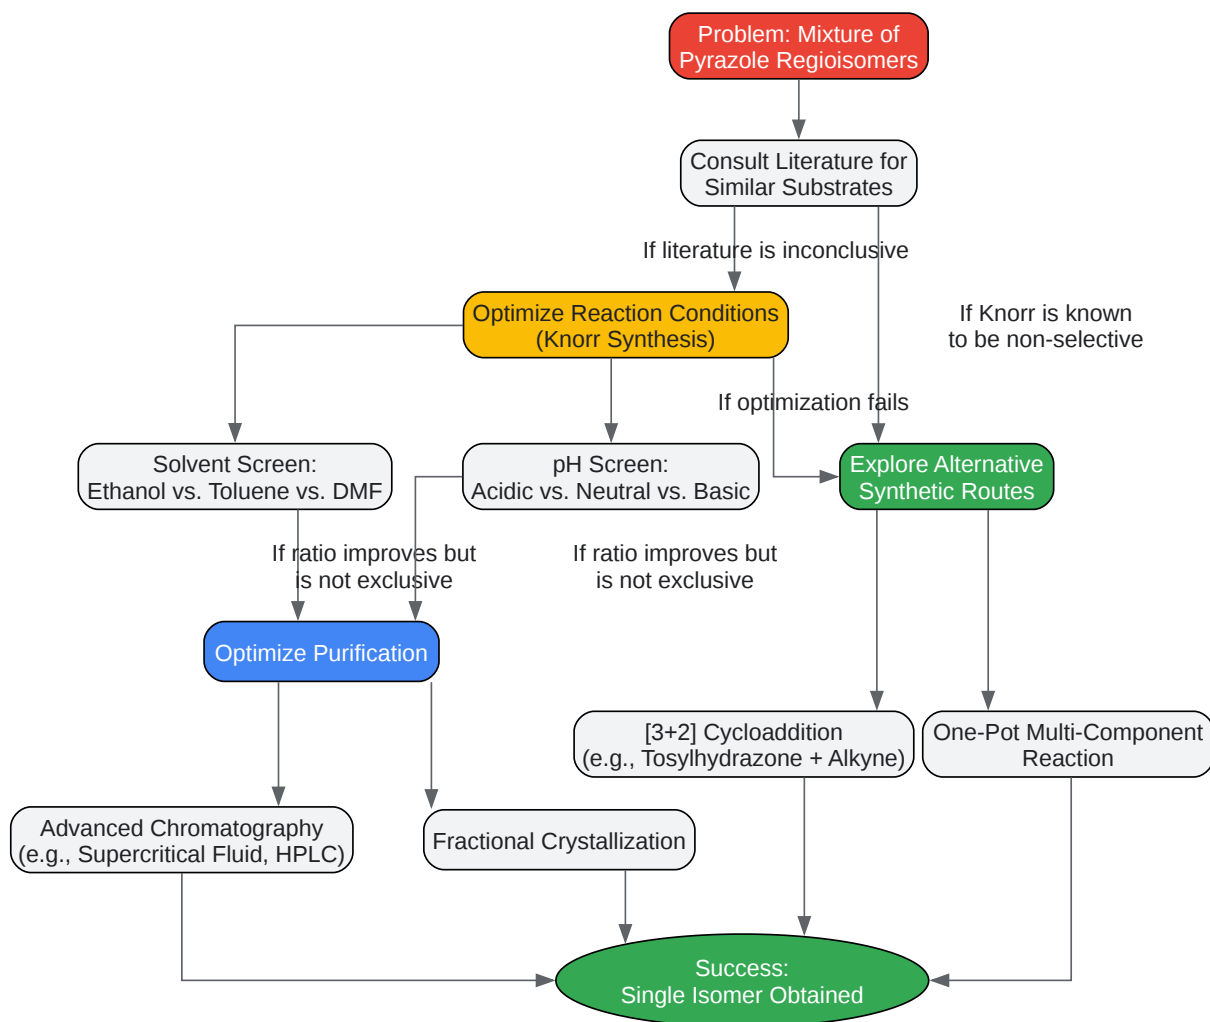 Problem: Mixture of
Pyrazole Regioisomers
Consult Literature for
Similar Substrates
If literature is inconclusive
Optimize Reaction Conditions
(Knorr Synthesis)
If Knorr is known
to be non-selective
If optimization fails
Solvent Screen:
Ethanol vs. Toluene vs. DMF
pH Screen:
Acidic vs. Neutral vs. Basic
Explore Alternative
Synthetic Routes
If ratio improves but
is not exclusive
If ratio improves but
is not exclusive
Optimize Purification
[3+2] Cycloaddition
(e.g., Tosylhydrazone + Alkyne)
One-Pot Multi-Component
Reaction
Advanced Chromatography
(e.g., Supercritical Fluid, HPLC)
Fractional Crystallization
Success:
Single Isomer Obtained